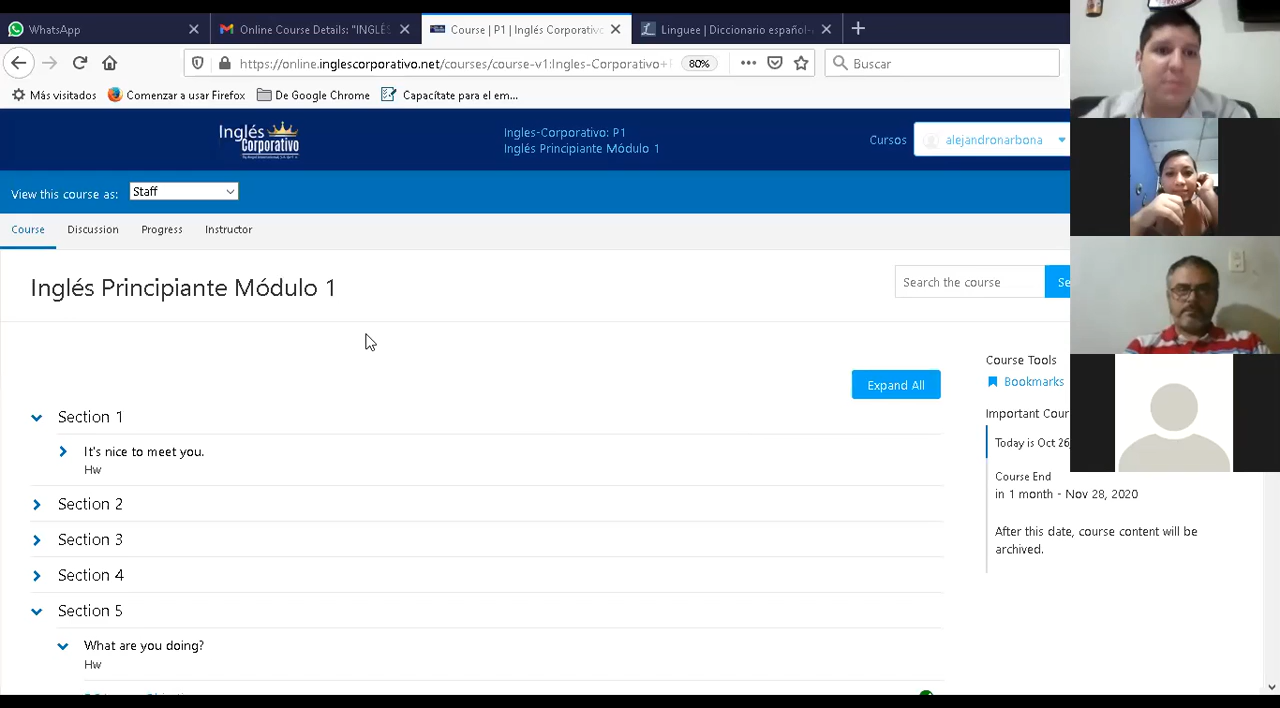 WhatsApp
Online Course Details: "INGLÉS
Course | P1 | Inglés Corporativo
Linguee | Diccionario español-
https://online.inglescorporativo.net/courses/course-v1:Ingles-Corporativo+
80%
Buscar
Más visitados
Comenzar a usar Firefox
De Google Chrome
Capacítate para el em...
Inglés
Corporativo
Ingles-Corporativo: P1
Inglés Principiante Módulo 1
Cursos
alejandronarbona
View this course as:
Staff
Course
Discussion
Progress
Instructor
Inglés Principiante Módulo 1
Search the course
Se
Course Tools
Bookmarks
Expand All
Important Cour
Section 1
Today is Oct 26,
It's nice to meet you.
Hw
Course End
in 1 month - Nov 28, 2020
Section 2
After this date, course content will be
archived.
Section 3
Section 4
Section 5
What are you doing?
Hw